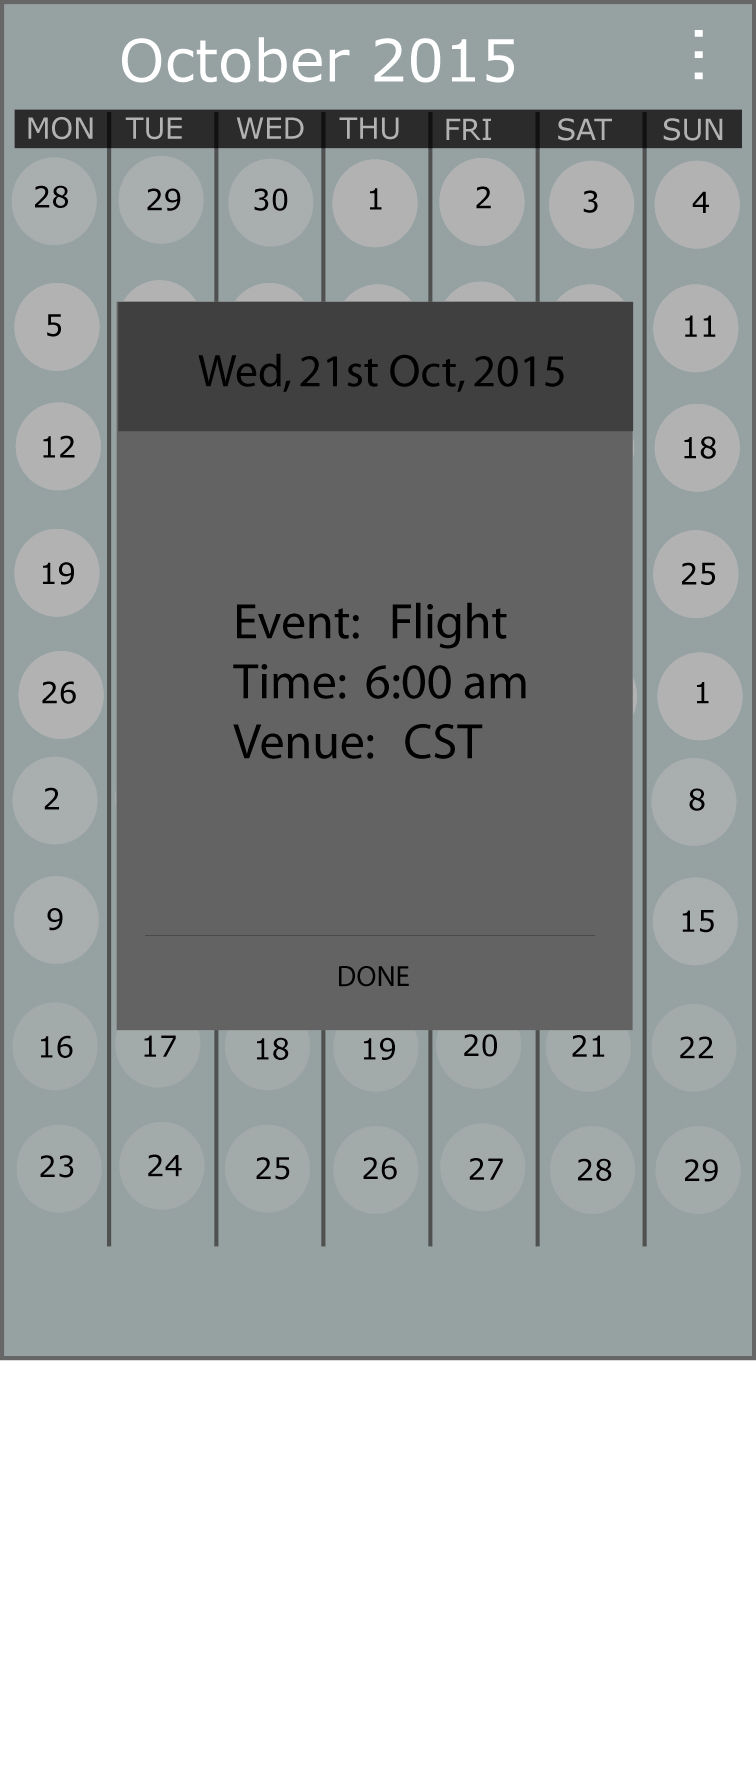 October 2015
MON TUE WED THU FRI SAT SUN
28 29 30 1 2 3 4
5 11
Wed, 21st Oct, 2015
12 18
19 25
Event: Flight
Time: 6:00 am
26 1
Venue: CST
2 8
9 15
DONE
16 17 18 19 20 21 22
23 24 25 26 27 28 29